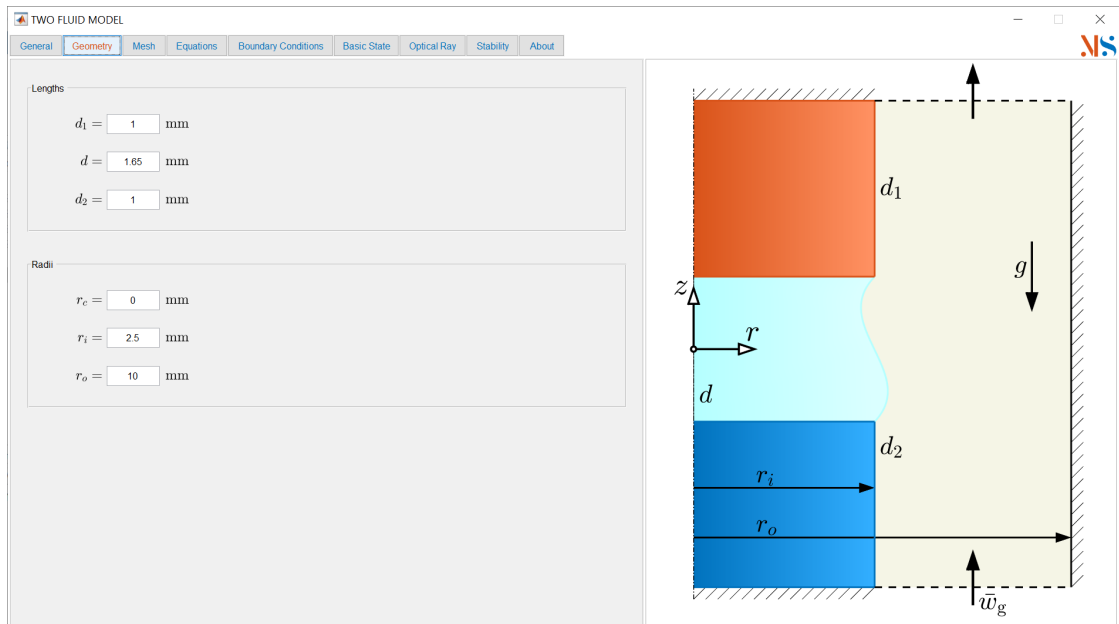 TWO FLUID MODEL
General Geometry Mesh Equations Boundary Conditions Basic State Optical Ray Stability About
MS
Lengths
d₁ = 1 mm
d = 1.65 mm
d₂ = 1 mm
Radii
r_c = 0 mm
r_i = 2.5 mm
r_o = 10 mm
d₁
g
z
r
d
d₂
r_i
r_o
w̄_g